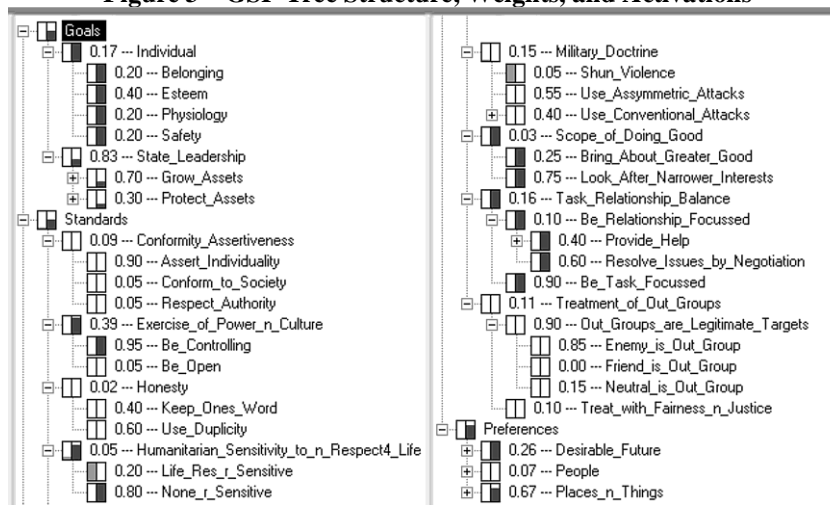 Figure 3 – GSP Tree Structure, Weights, and Activations
Goals
0.17 --- Individual
0.20 --- Belonging
0.40 --- Esteem
0.20 --- Physiology
0.20 --- Safety
0.83 --- State_Leadership
0.70 --- Grow_Assets
0.30 --- Protect_Assets
Standards
0.09 --- Conformity_Assertiveness
0.90 --- Assert_Individuality
0.05 --- Conform_to_Society
0.05 --- Respect_Authority
0.39 --- Exercise_of_Power_n_Culture
0.95 --- Be_Controlling
0.05 --- Be_Open
0.02 --- Honesty
0.40 --- Keep_Ones_Word
0.60 --- Use_Duplicity
0.05 --- Humanitarian_Sensitivity_to_n_Respect4_Life
0.20 --- Life_Res_r_Sensitive
0.80 --- None_r_Sensitive
0.15 --- Military_Doctrine
0.05 --- Shun_Violence
0.55 --- Use_Assymetric_Attacks
0.40 --- Use_Conventional_Attacks
0.03 --- Scope_of_Doing_Good
0.25 --- Bring_About_Greater_Good
0.75 --- Look_After_Narrower_Interests
0.16 --- Task_Relationship_Balance
0.10 --- Be_Relationship_Focussed
0.40 --- Provide_Help
0.60 --- Resolve_Issues_by_Negotiation
0.90 --- Be_Task_Focussed
0.11 --- Treatment_of_Out_Groups
0.90 --- Out_Groups_are_Legitimate_Targets
0.85 --- Enemy_is_Out_Group
0.00 --- Friend_is_Out_Group
0.15 --- Neutral_is_Out_Group
0.10 --- Treat_with_Fairness_n_Justice
Preferences
0.26 --- Desirable_Future
0.07 --- People
0.67 --- Places_n_Things